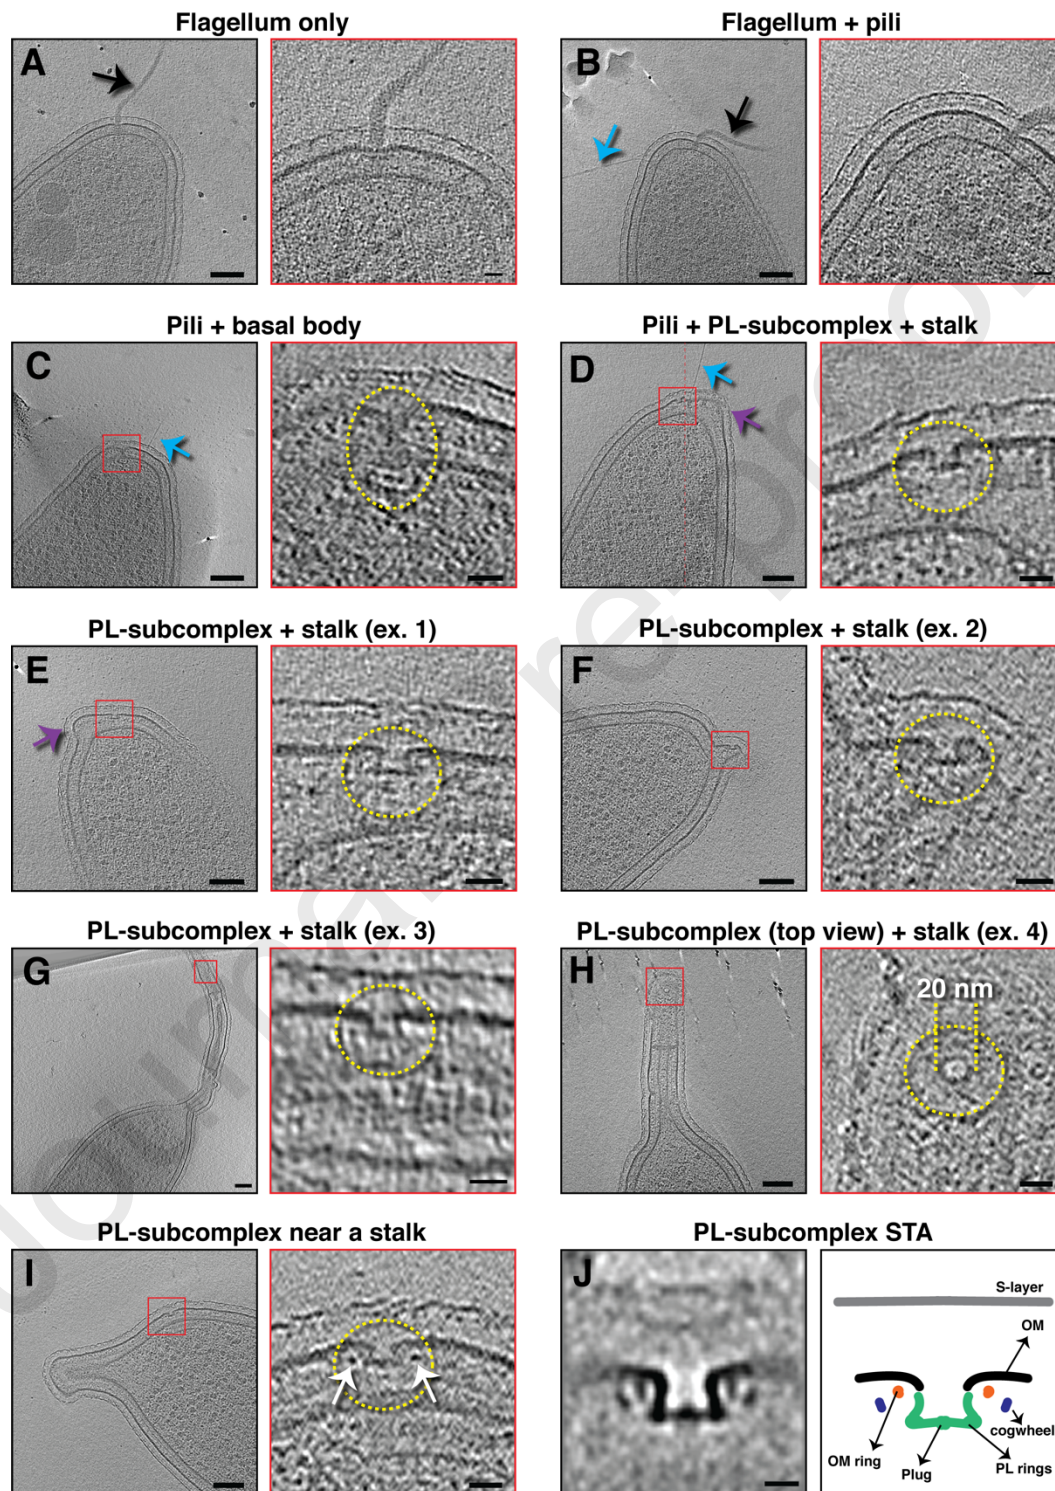 Flagellum only
Flagellum + pili
A
B
Pili + basal body
Pili + PL-subcomplex + stalk
C
D
PL-subcomplex + stalk (ex. 1)
PL-subcomplex + stalk (ex. 2)
E
F
PL-subcomplex + stalk (ex. 3)
PL-subcomplex (top view) + stalk (ex. 4)
G
H
20 nm
PL-subcomplex near a stalk
PL-subcomplex STA
I
J
S-layer
OM
cogwheel
OM ring
Plug
PL rings